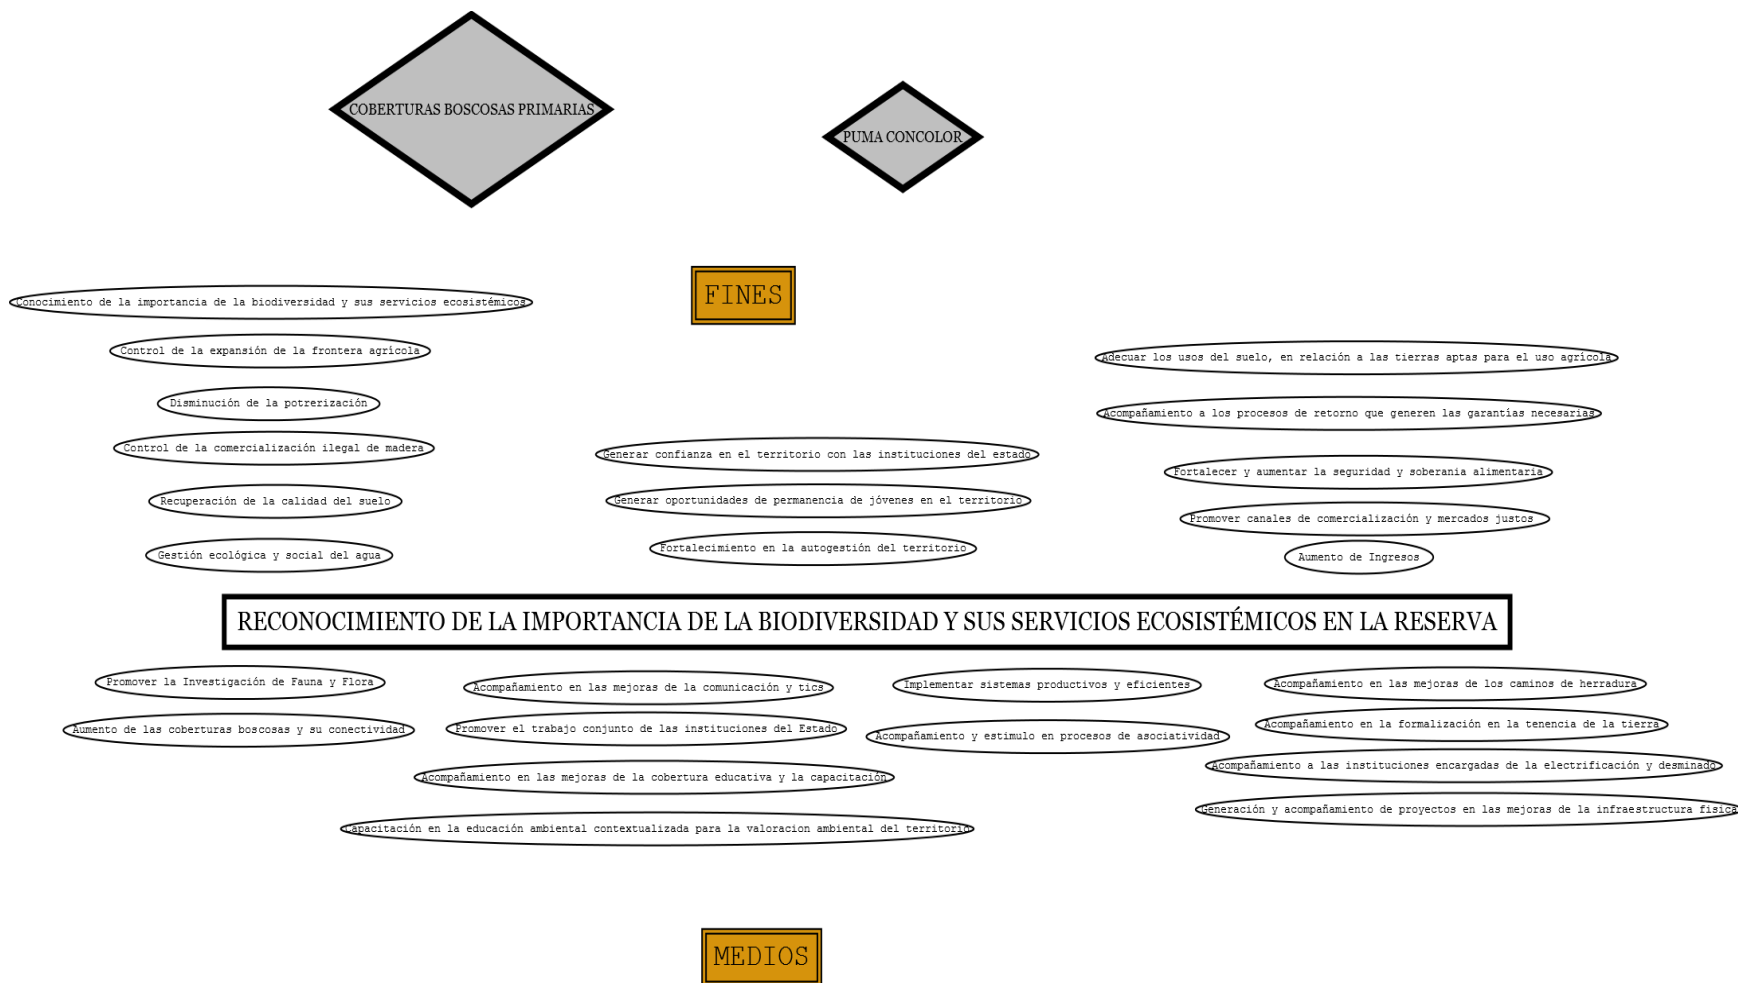 COBERTURAS BOSCOSAS PRIMARIAS
PUMA CONCOLOR
FINES
Conocimiento de la importancia de la biodiversidad y sus servicios ecosistémicos
Control de la expansión de la frontera agrícola
Disminución de la potrerización
Control de la comercialización ilegal de madera
Recuperación de la calidad del suelo
Gestión ecológica y social del agua
Generar confianza en el territorio con las instituciones del estado
Generar oportunidades de permanencia de jóvenes en el territorio
Fortalecimiento en la autogestión del territorio
Adecuar los usos del suelo, en relación a las tierras aptas para el uso agrícola
Acompañamiento a los procesos de retorno que generen las garantías necesarias
Fortalecer y aumentar la seguridad y soberania alimentaria
Promover canales de comercialización y mercados justos
Aumento de Ingresos
RECONOCIMIENTO DE LA IMPORTANCIA DE LA BIODIVERSIDAD Y SUS SERVICIOS ECOSISTÉMICOS EN LA RESERVA
Promover la Investigación de Fauna y Flora
Aumento de las coberturas boscosas y su conectividad
Acompañamiento en las mejoras de la comunicación y tics
Promover el trabajo conjunto de las instituciones del Estado
Acompañamiento en las mejoras de la cobertura educativa y la capacitación
Capacitación en la educación ambiental contextualizada para la valoracion ambiental del territorio
Implementar sistemas productivos y eficientes
Acompañamiento y estimulo en procesos de asociatividad
Acompañamiento en las mejoras de los caminos de herradura
Acompañamiento en la formalización en la tenencia de la tierra
Acompañamiento a las instituciones encargadas de la electrificación y desminado
Generación y acompañamiento de proyectos en las mejoras de la infraestructura fisica
MEDIOS